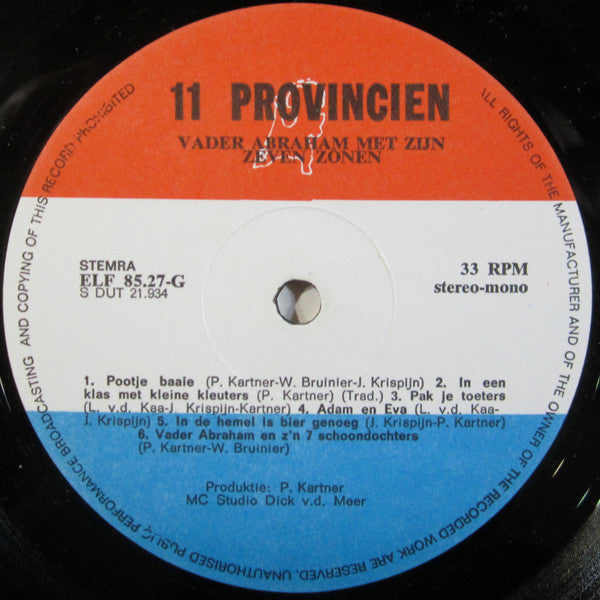 11 PROVINCIEN
VADER ABRAHAM MET ZIJN
ZEVEN ZONEN
STEMRA
ELF 85.27-G
S DUT 21.934
33 RPM
stereo-mono
1. Pootje baaie (P. Kartner-W. Bruinier-J. Krispijn) 2. In een
klas met kleine kleuters (P. Kartner) (Trad.) 3. Pak je toeters
(L. v.d. Kaa-J. Krispijn-Kartner) 4. Adam en Eva (L. v.d. Kaa-
J. Krispijn) 5. In de hemel is bier genoeg (J. Krispijn-P. Kartner)
6. Vader Abraham en z'n 7 schoondochters
(P. Kartner-W. Bruinier)
Produktie: P. Kartner
MC Studio Dick v.d. Meer
ALL RIGHTS OF THE MANUFACTURER AND OF THE OWNER OF THE RECORDED WORK ARE RESERVED. UNAUTHORISED PUBLIC PERFORMANCE BROADCASTING AND COPYING OF THIS RECORD PROHIBITED